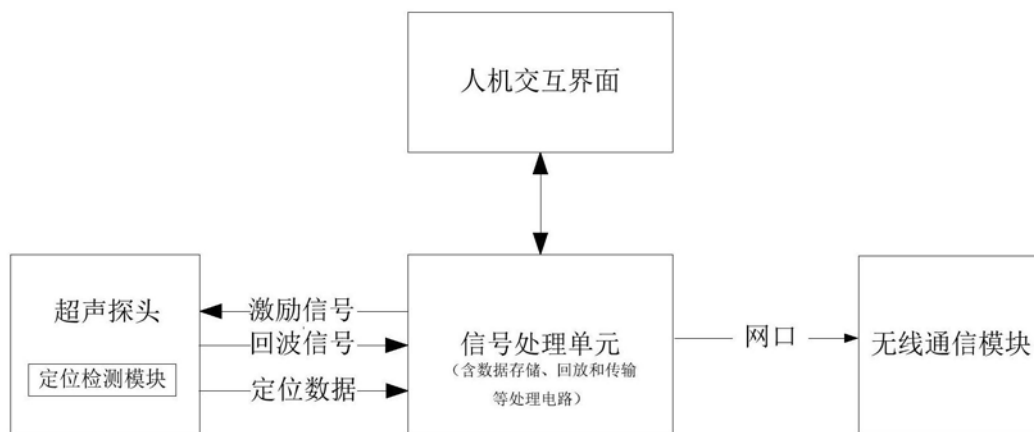 人机交互界面
超声探头
定位检测模块
激励信号
回波信号
定位数据
信号处理单元
（含数据存储、回放和传输
等处理电路）
网口
无线通信模块